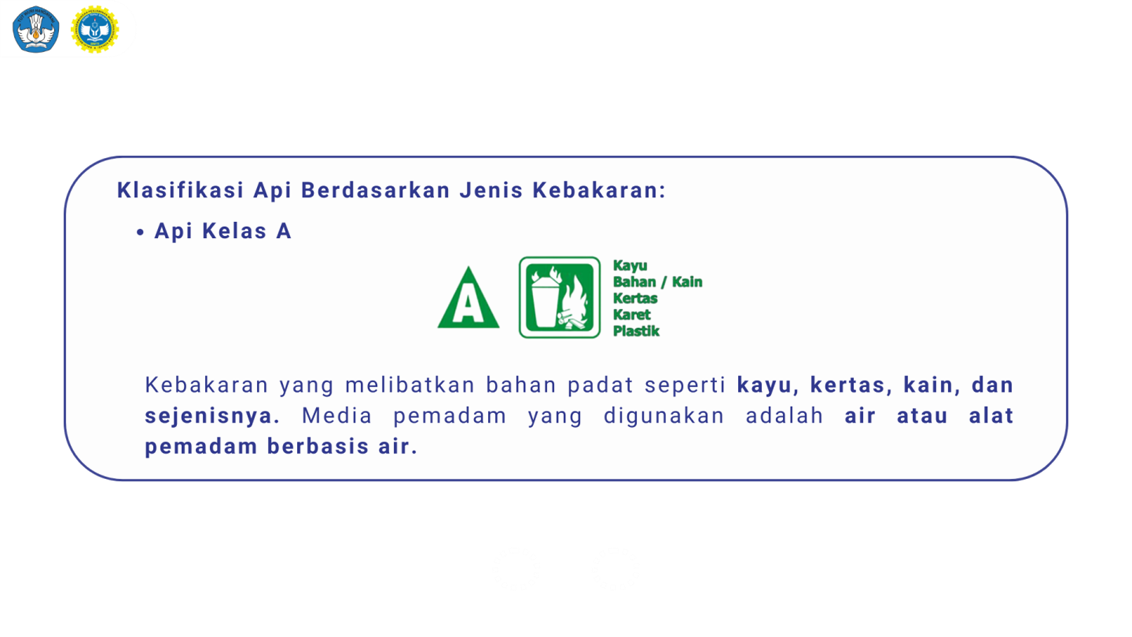 Klasifikasi Api Berdasarkan Jenis Kebakaran:
• Api Kelas A
A
Kayu
Bahan / Kain
Kertas
Karet
Plastik
Kebakaran yang melibatkan bahan padat seperti kayu, kertas, kain, dan
sejenisnya. Media pemadam yang digunakan adalah air atau alat
pemadam berbasis air.